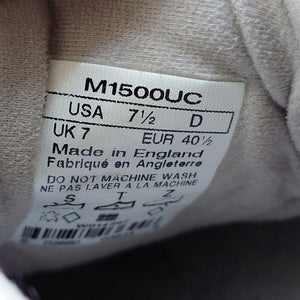 M1500UC
USA 7½ D
UK 7 EUR 40½
Made in England
Fabriqué en Angleterre
DO NOT MACHINE WASH
NE PAS LAVER A LA MACHINE
S T Z